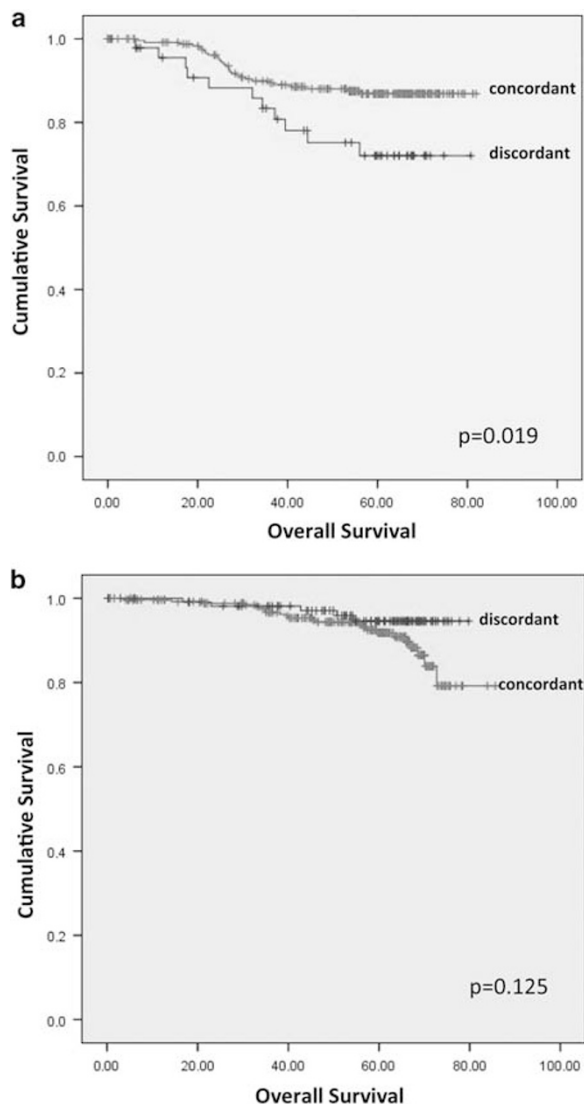 a
1.0
concordant
0.8
discordant
0.6
Cumulative Survival
0.4
0.2
0.0
p=0.019
0.00 20.00 40.00 60.00 80.00 100.00
Overall Survival
b
1.0
discordant
concordant
0.8
0.6
Cumulative Survival
0.4
0.2
p=0.125
0.0
0.00 20.00 40.00 60.00 80.00 100.00
Overall Survival